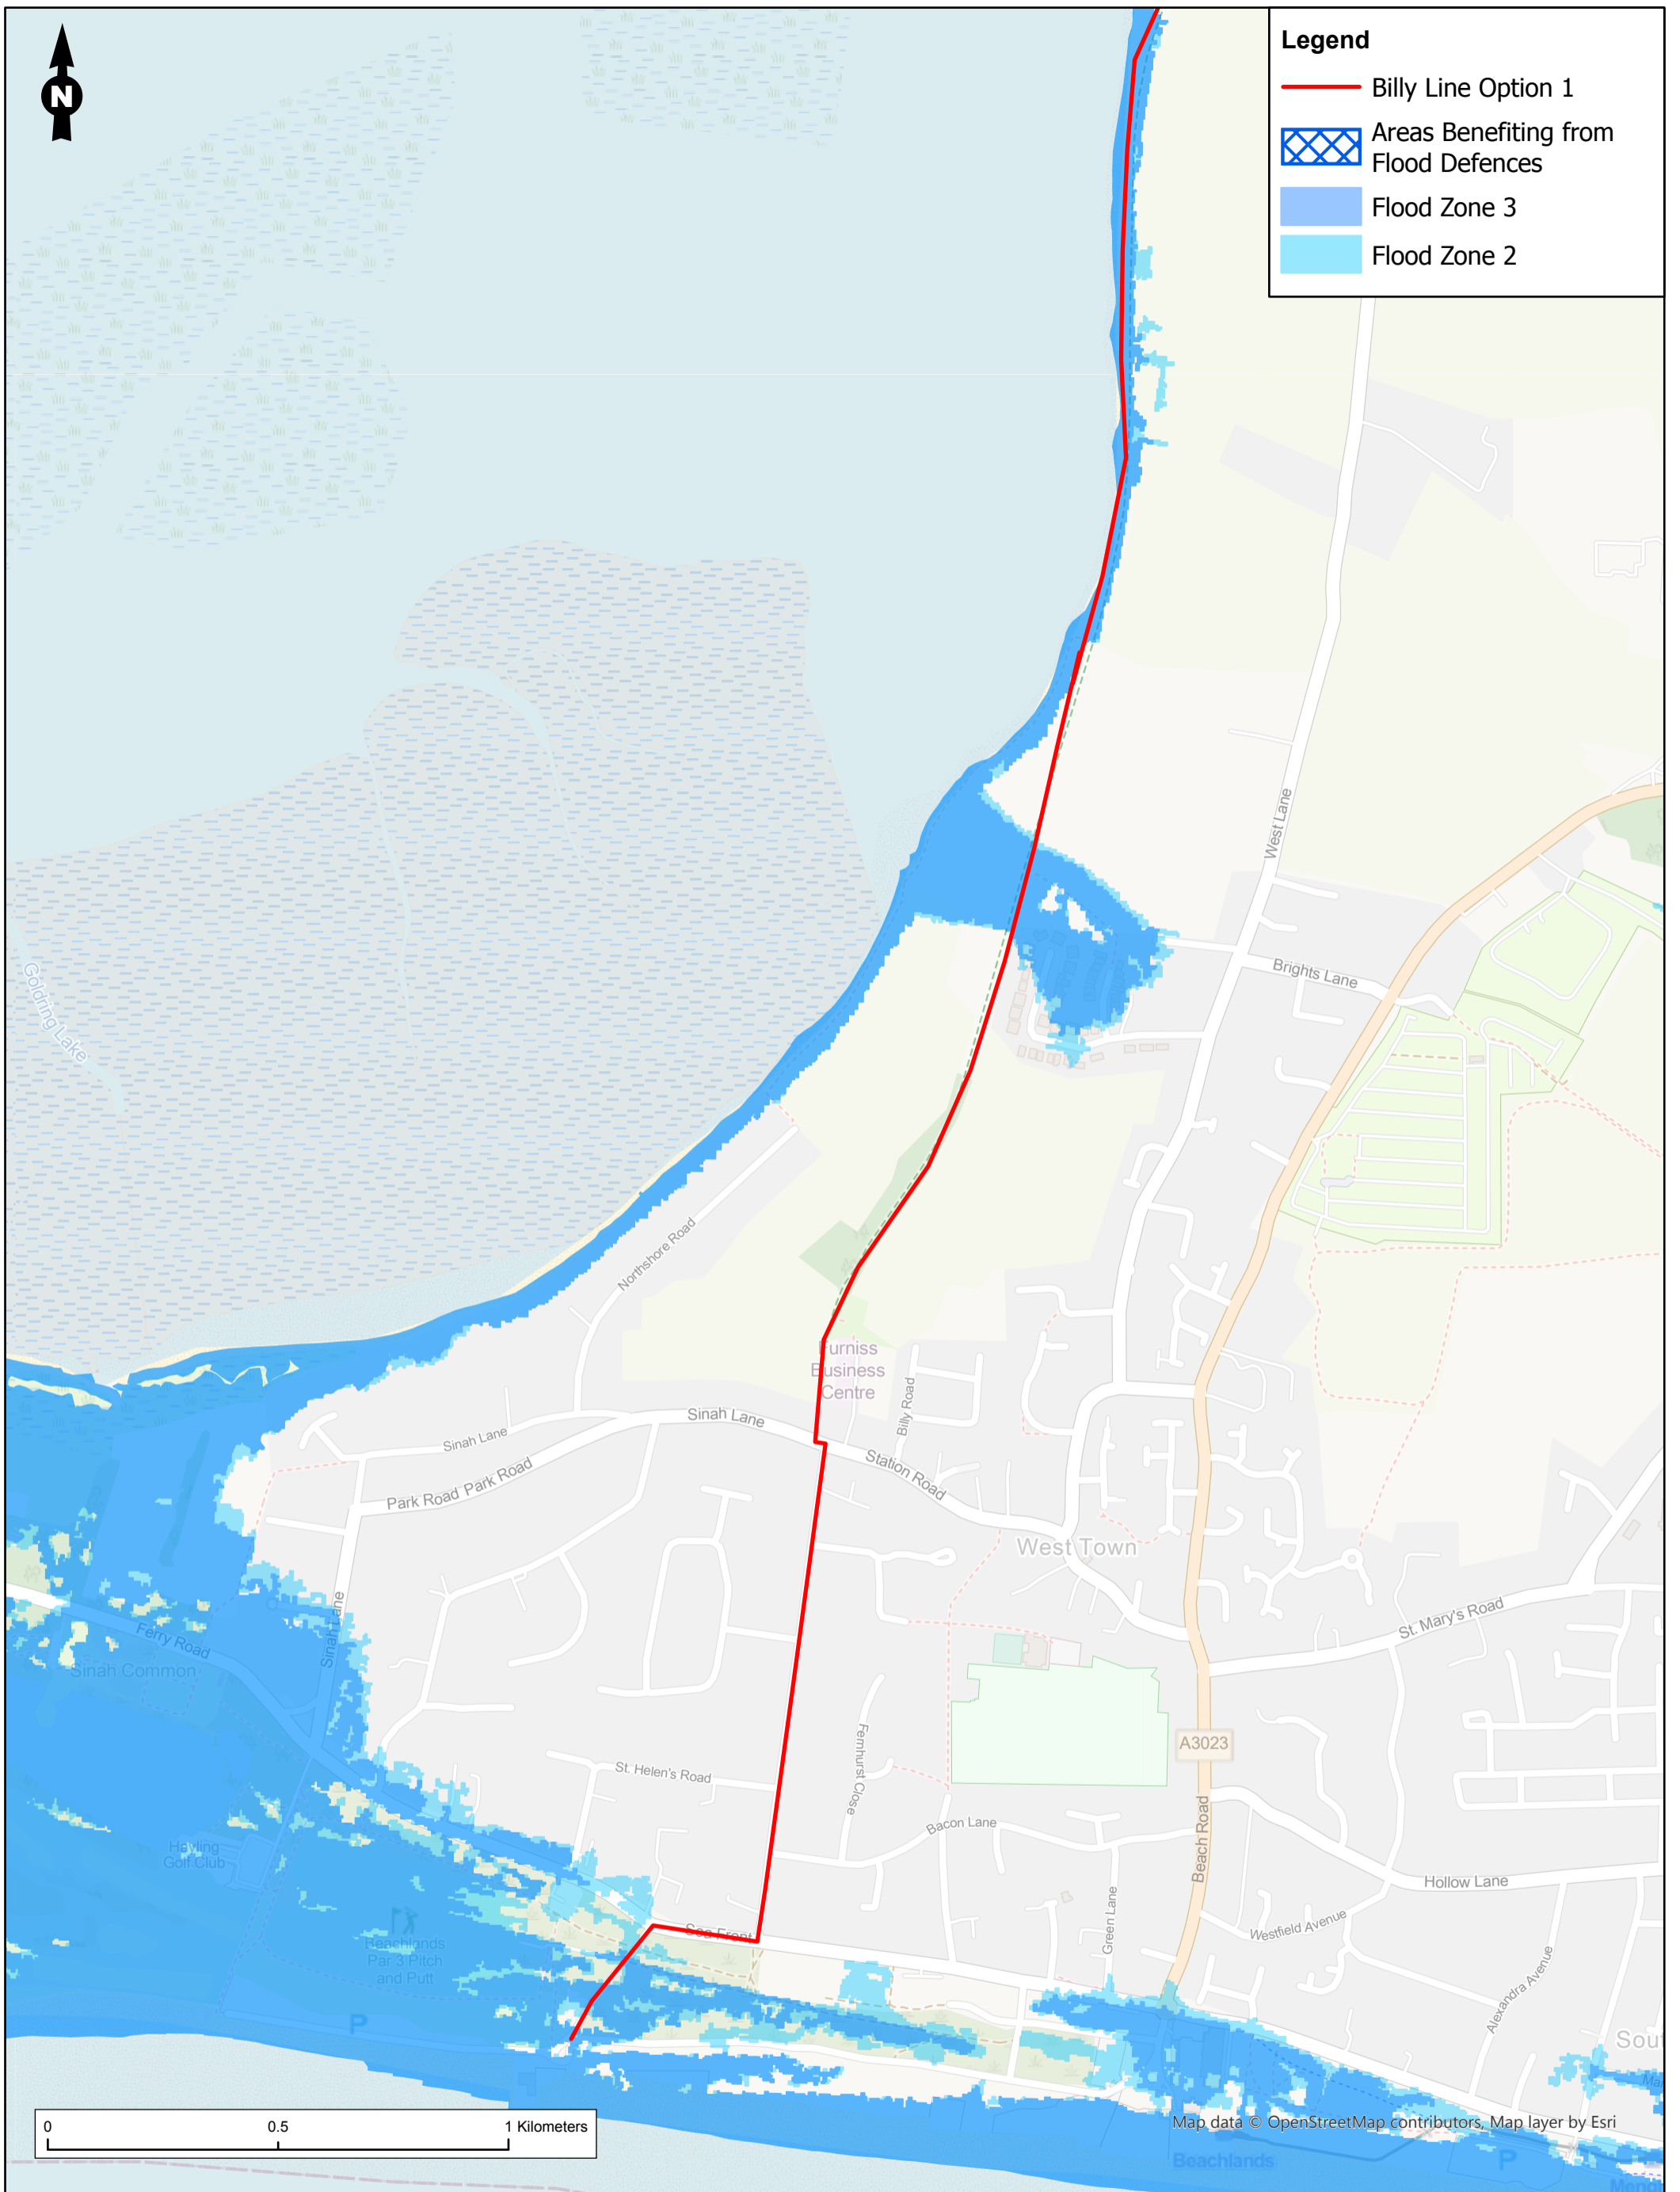 N
Legend
Billy Line Option 1
Areas Benefiting from
Flood Defences
Flood Zone 3
Flood Zone 2
West Lane
Brights Lane
Goldring Lake
Northshore Road
Furniss
Business
Centre
Billy Road
Sinah Lane
Sinah Lane
Station Road
Park Road Park Road
West Town
Sinah Lane
Ferry Road
Sinah Common
St. Mary's Road
A3023
St. Helen's Road
Fernhurst Close
Bacon Lane
Beach Road
Hayling
Golf Club
Hollow Lane
Green Lane
Westfield Avenue
Sea Front
Beachlands
Par 3 Pitch
and Putt
Alexandra Avenue
P
Sout
0 0.5 1 Kilometers
Map data © OpenStreetMap contributors, Map layer by Esri
Beachlands
P